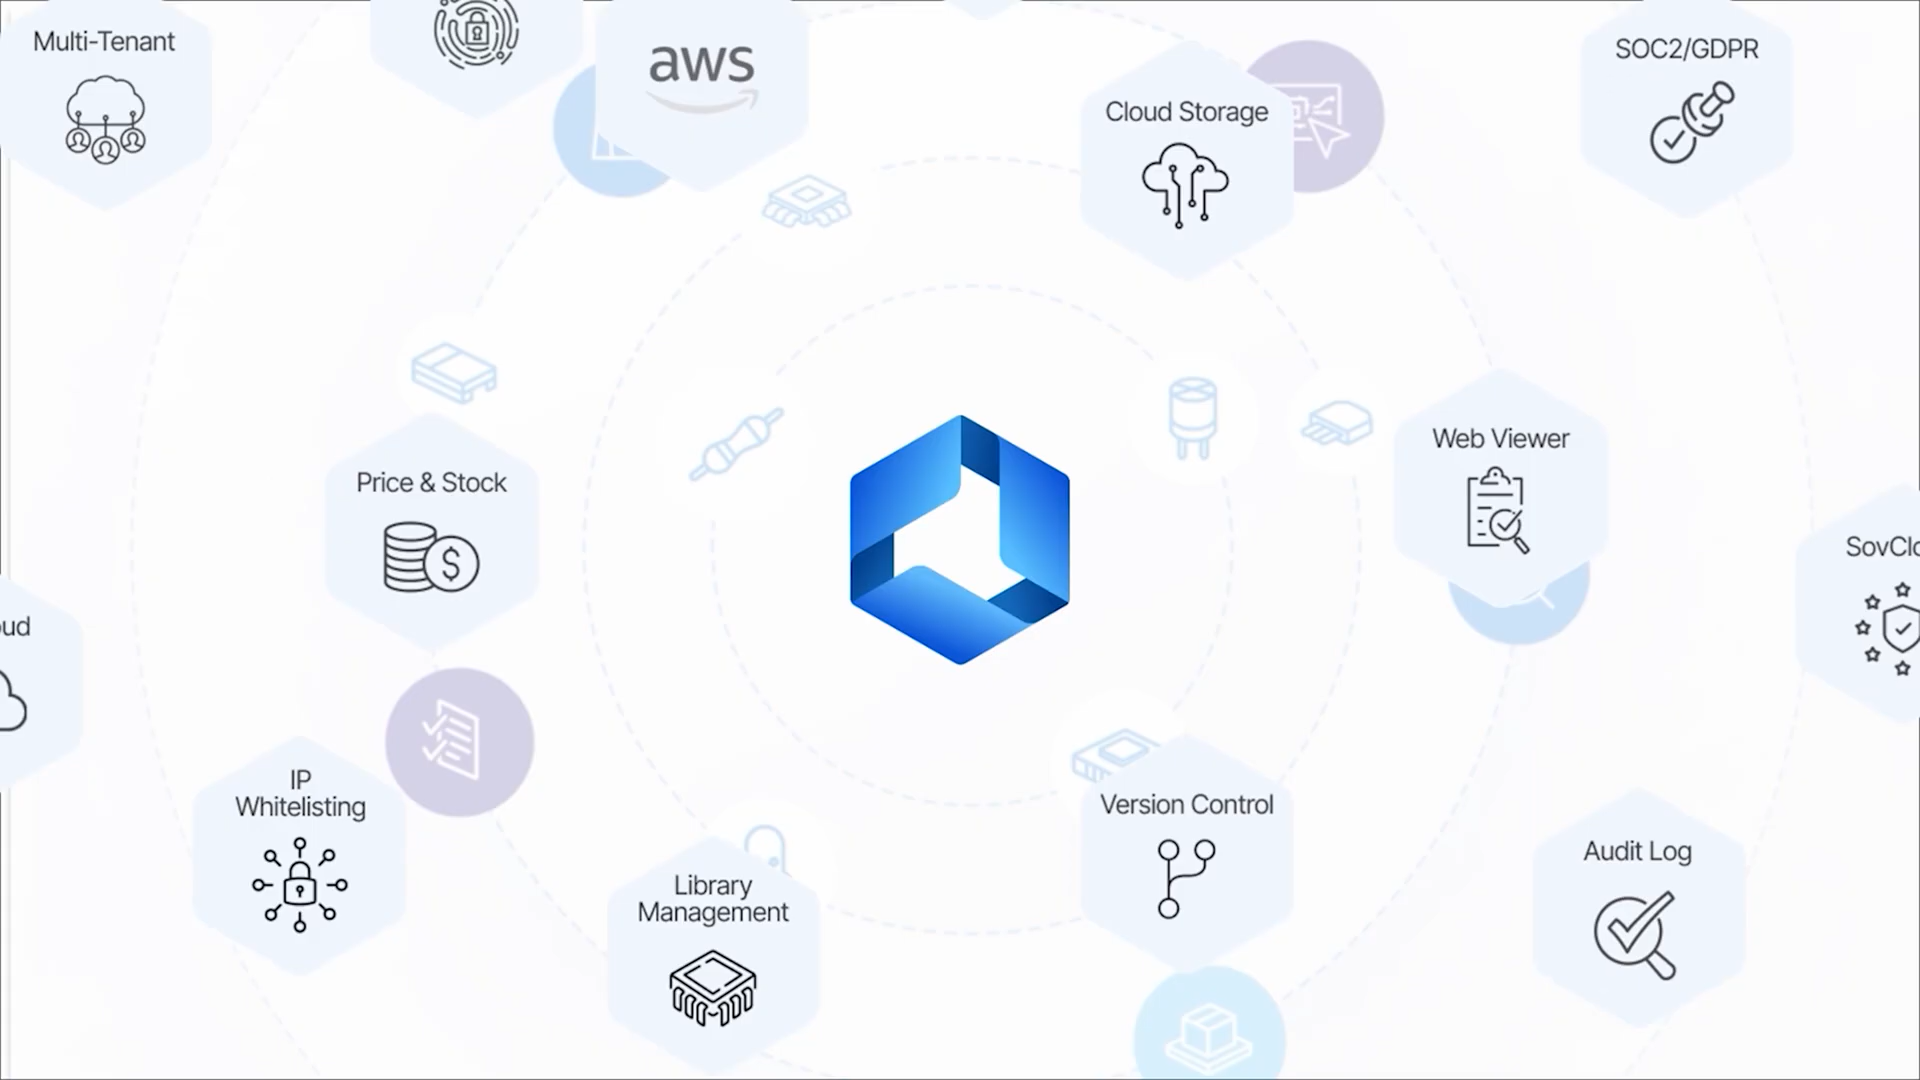 Multi-Tenant
aws
SOC2/GDPR
Cloud Storage
Web Viewer
Price & Stock
IP
Whitelisting
Version Control
Audit Log
Library
Management